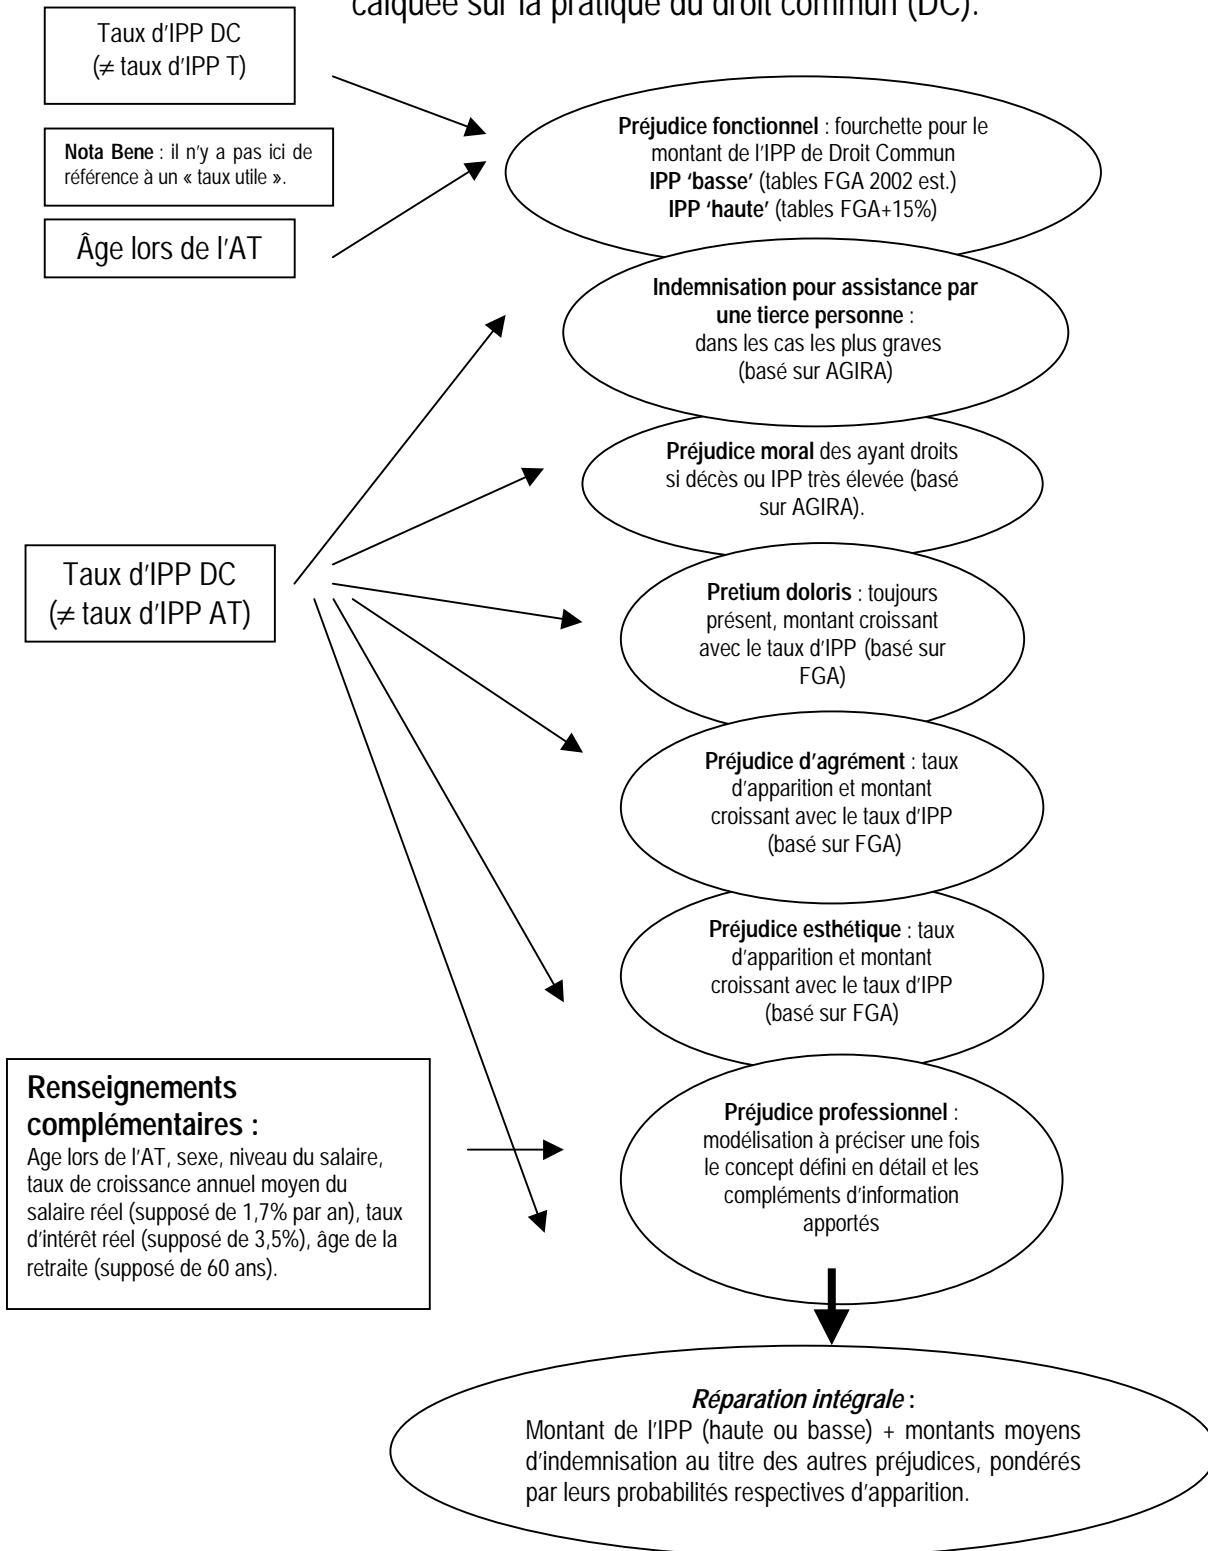 calquée sur la pratique du droit commun (DC).
Taux d'IPP DC
(≠ taux d'IPP T)
Nota Bene : il n'y a pas ici de
référence à un « taux utile ».
Âge lors de l'AT
Préjudice fonctionnel : fourchette pour le
montant de l'IPP de Droit Commun
IPP ‘basse’ (tables FGA 2002 est.)
IPP ‘haute’ (tables FGA+15%)
Indemnisation pour assistance par
une tierce personne :
dans les cas les plus graves
(basé sur AGIRA)
Préjudice moral des ayant droits
si décès ou IPP très élevée (basé
sur AGIRA).
Taux d'IPP DC
(≠ taux d'IPP AT)
Pretium doloris : toujours
présent, montant croissant
avec le taux d'IPP (basé sur
FGA)
Préjudice d'agrément : taux
d'apparition et montant
croissant avec le taux d'IPP
(basé sur FGA)
Préjudice esthétique : taux
d'apparition et montant
croissant avec le taux d'IPP
(basé sur FGA)
Renseignements
complémentaires :
Age lors de l'AT, sexe, niveau du salaire,
taux de croissance annuel moyen du
salaire réel (supposé de 1,7% par an), taux
d'intérêt réel (supposé de 3,5%), âge de la
retraite (supposé de 60 ans).
Préjudice professionnel :
modélisation à préciser une fois
le concept défini en détail et les
compléments d'information
apportés
Réparation intégrale :
Montant de l'IPP (haute ou basse) + montants moyens
d'indemnisation au titre des autres préjudices, pondérés
par leurs probabilités respectives d'apparition.